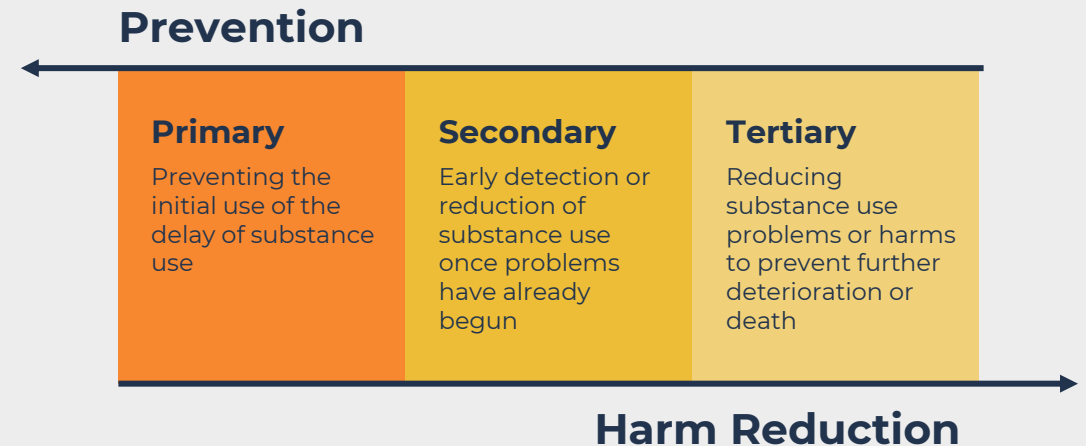 Prevention
Primary
Preventing the
initial use of the
delay of substance
use
Secondary
Early detection or
reduction of
substance use
once problems
have already
begun
Tertiary
Reducing
substance use
problems or harms
to prevent further
deterioration or
death
Harm Reduction